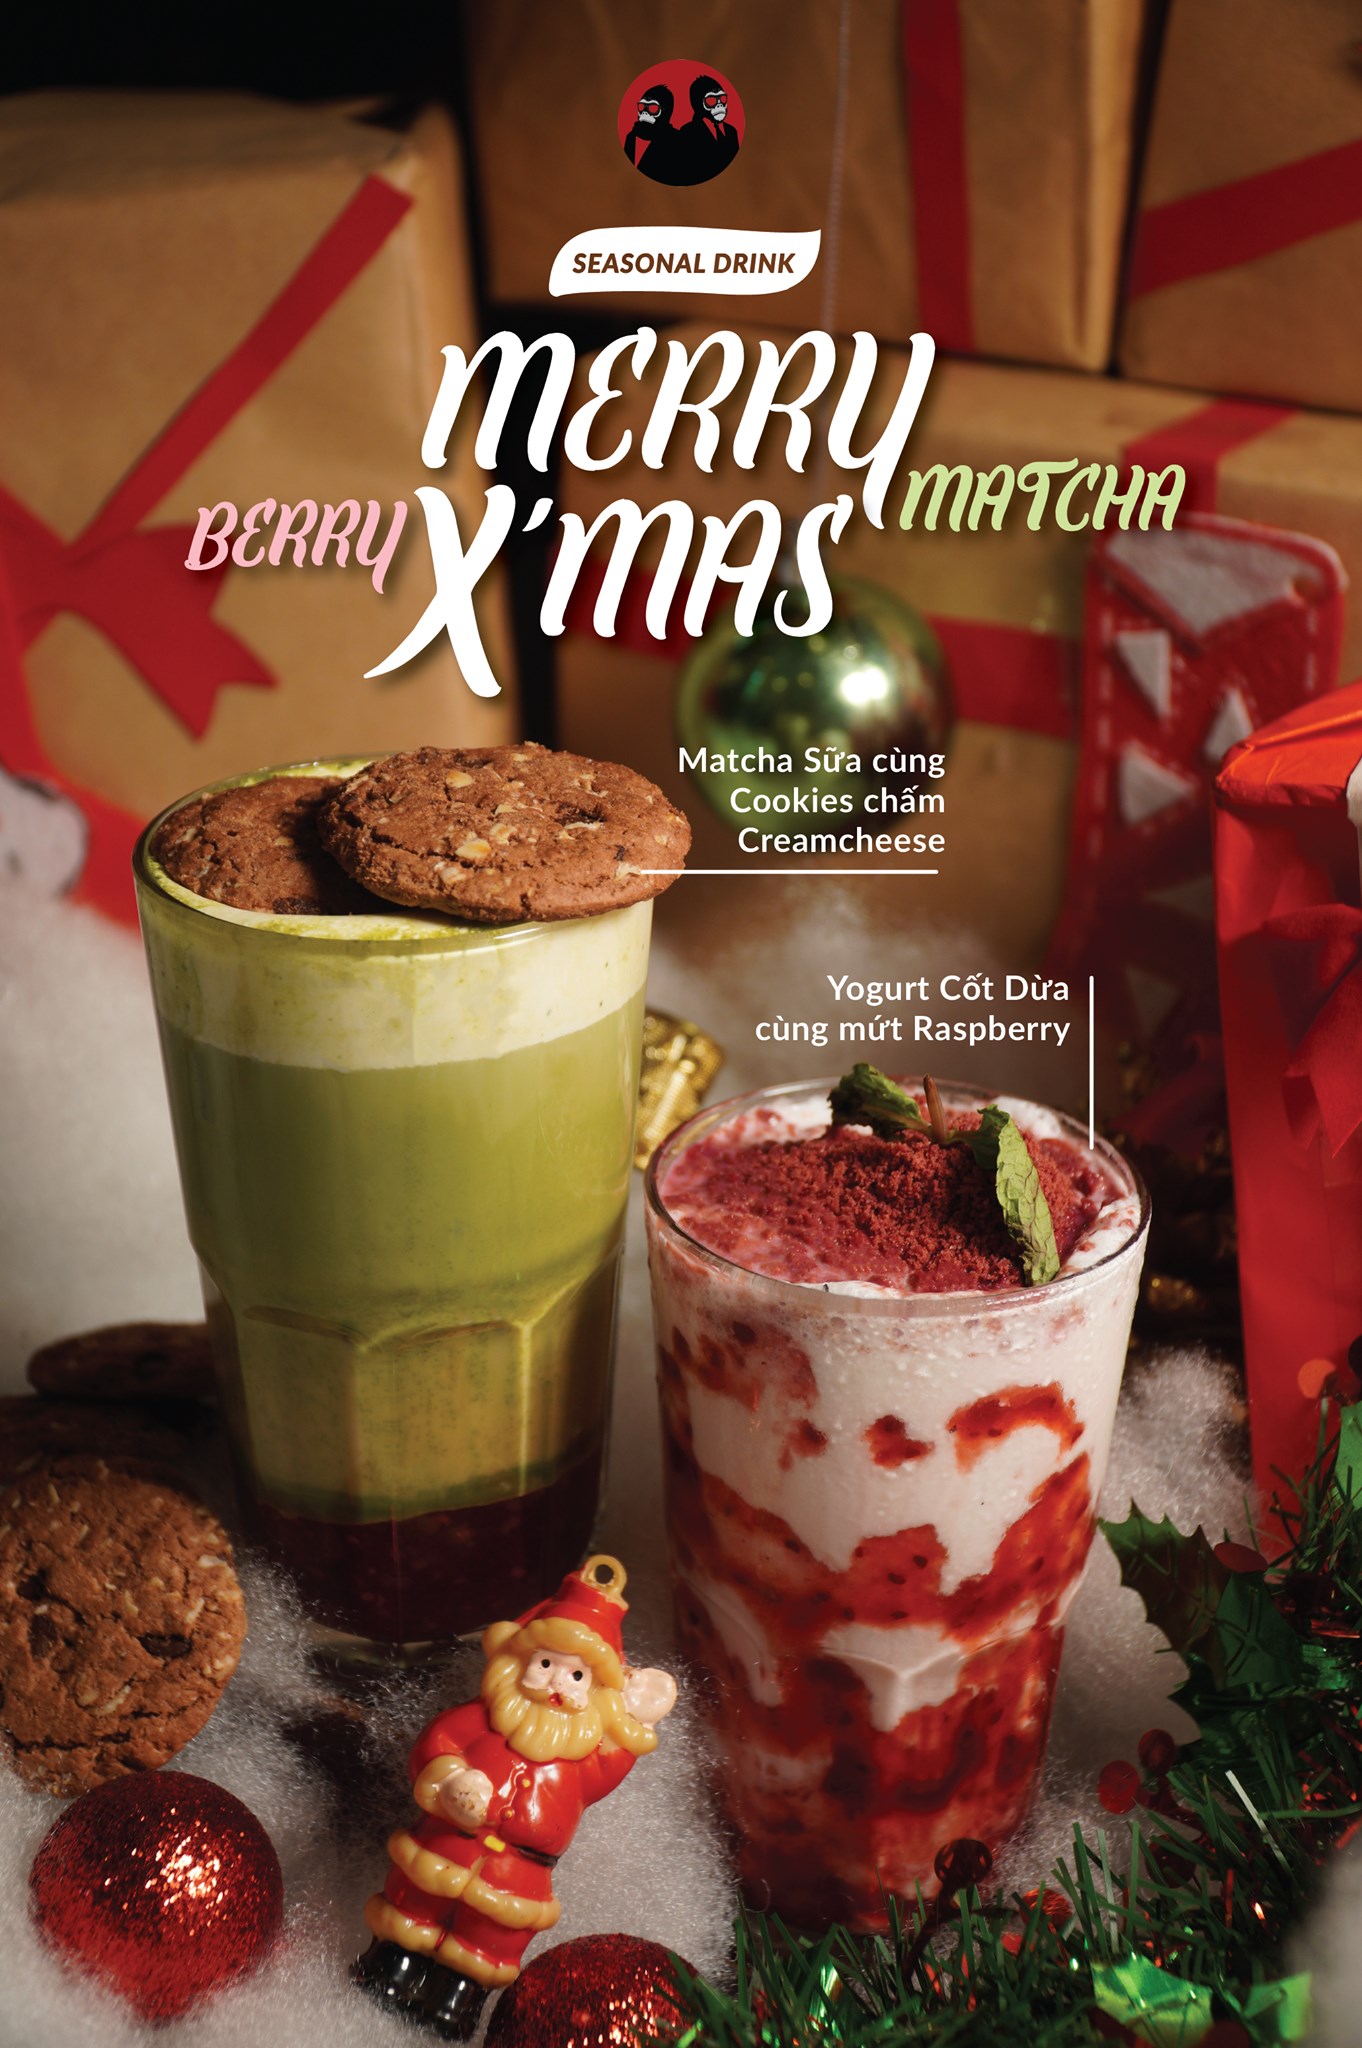 SEASONAL DRINK
MERRY
MATCHA
BERRY
X'MAS
Matcha Sữa cùng
Cookies chấm
Creamcheese
Yogurt Cốt Dừa
cùng mứt Raspberry